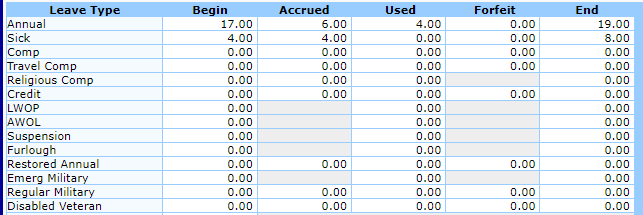 Leave Type Begin Accrued Used Forfeit End
Annual 17.00 6.00 4.00 0.00 19.00
Sick 4.00 4.00 0.00 0.00 8.00
Comp 0.00 0.00 0.00 0.00 0.00
Travel Comp 0.00 0.00 0.00 0.00 0.00
Religious Comp 0.00 0.00 0.00 0.00
Credit 0.00 0.00 0.00 0.00 0.00
LWOP 0.00 0.00 0.00
AWOL 0.00 0.00 0.00
Suspension 0.00 0.00 0.00
Furlough 0.00 0.00 0.00
Restored Annual 0.00 0.00 0.00 0.00 0.00
Emerg Military 0.00 0.00 0.00
Regular Military 0.00 0.00 0.00 0.00 0.00
Disabled Veteran 0.00 0.00 0.00 0.00 0.00